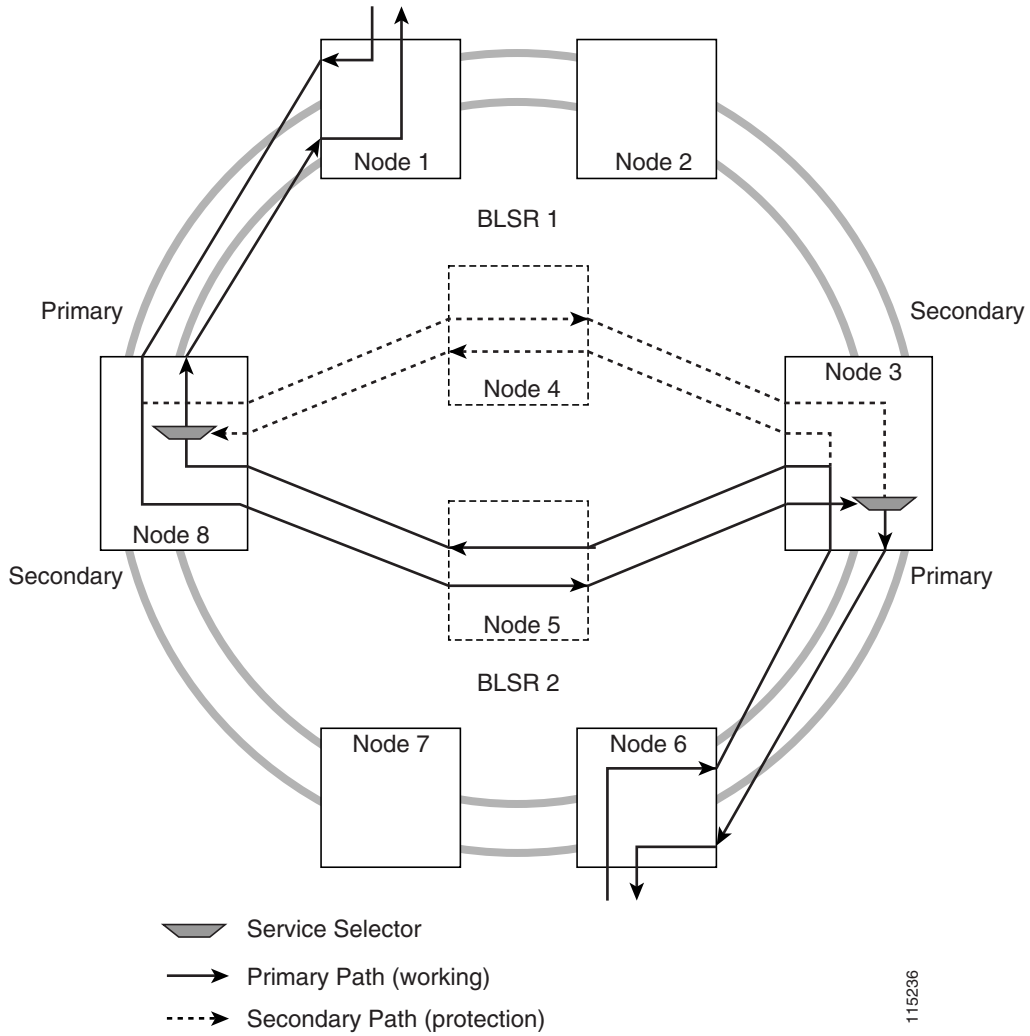 Node 1
Node 2
BLSR 1
Primary
Secondary
Node 4
Node 3
Node 8
Secondary
Primary
Node 5
BLSR 2
Node 7
Node 6
Service Selector
Primary Path (working)
Secondary Path (protection)
115236